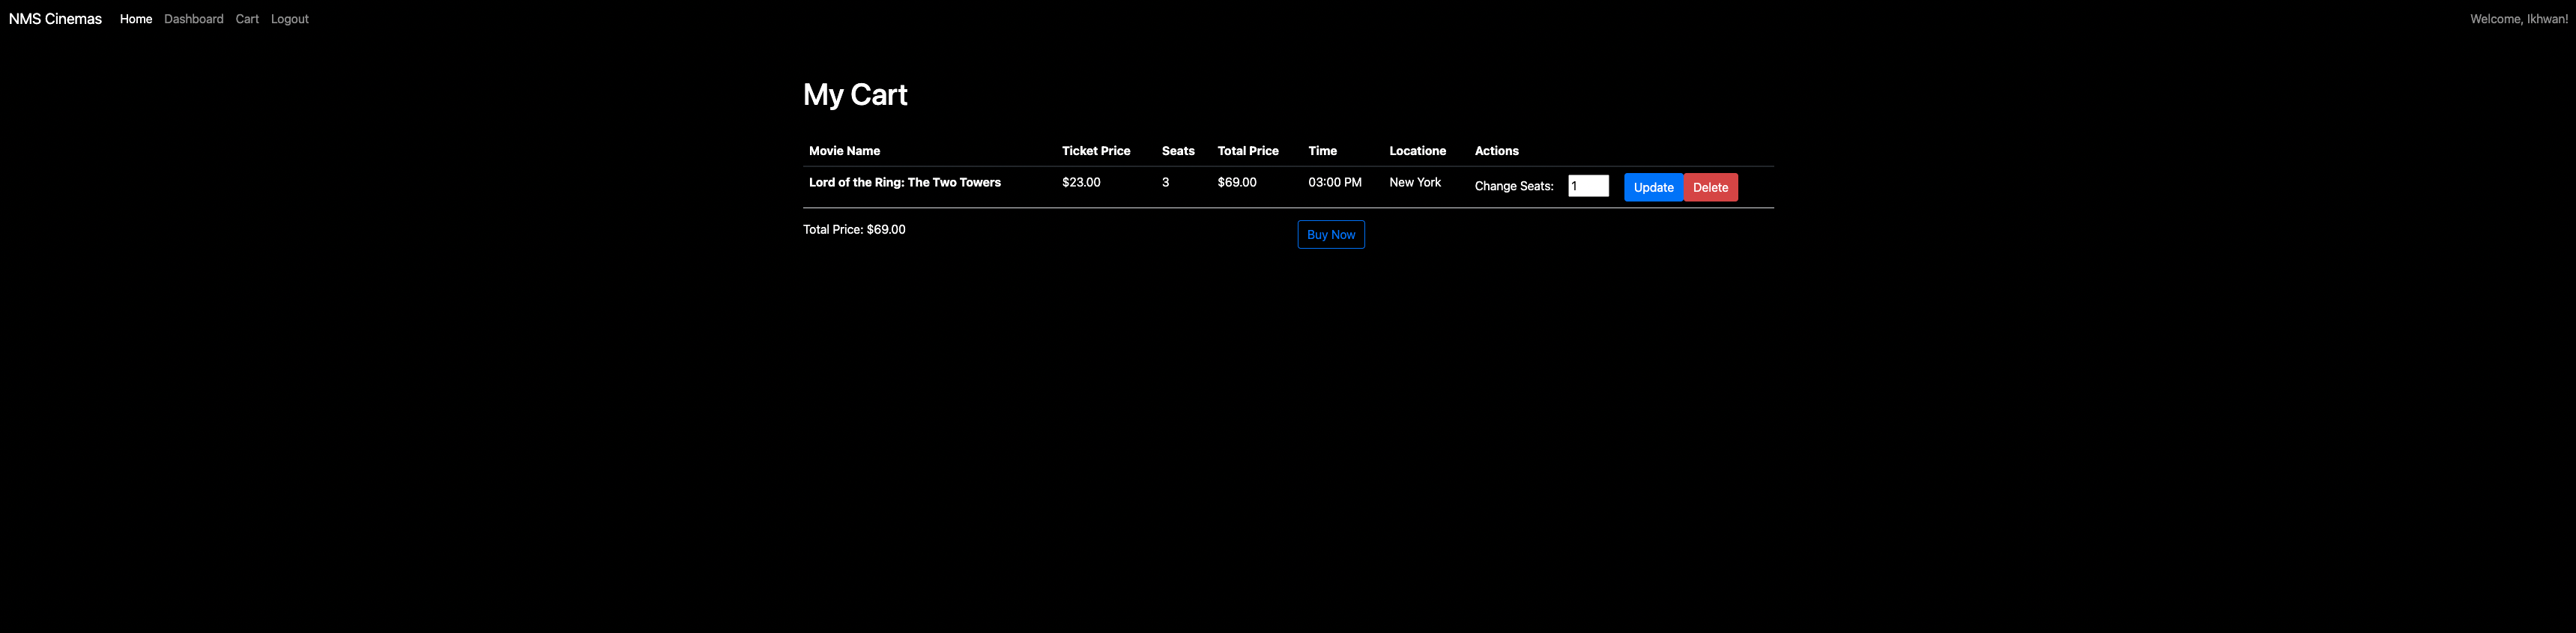 NMS Cinemas Home Dashboard Cart Logout Welcome, Ikhwan!
My Cart
Movie Name Ticket Price Seats Total Price Time Locatione Actions
Lord of the Ring: The Two Towers $23.00 3 $69.00 03:00 PM New York Change Seats: 1 Update Delete
Total Price: $69.00 Buy Now